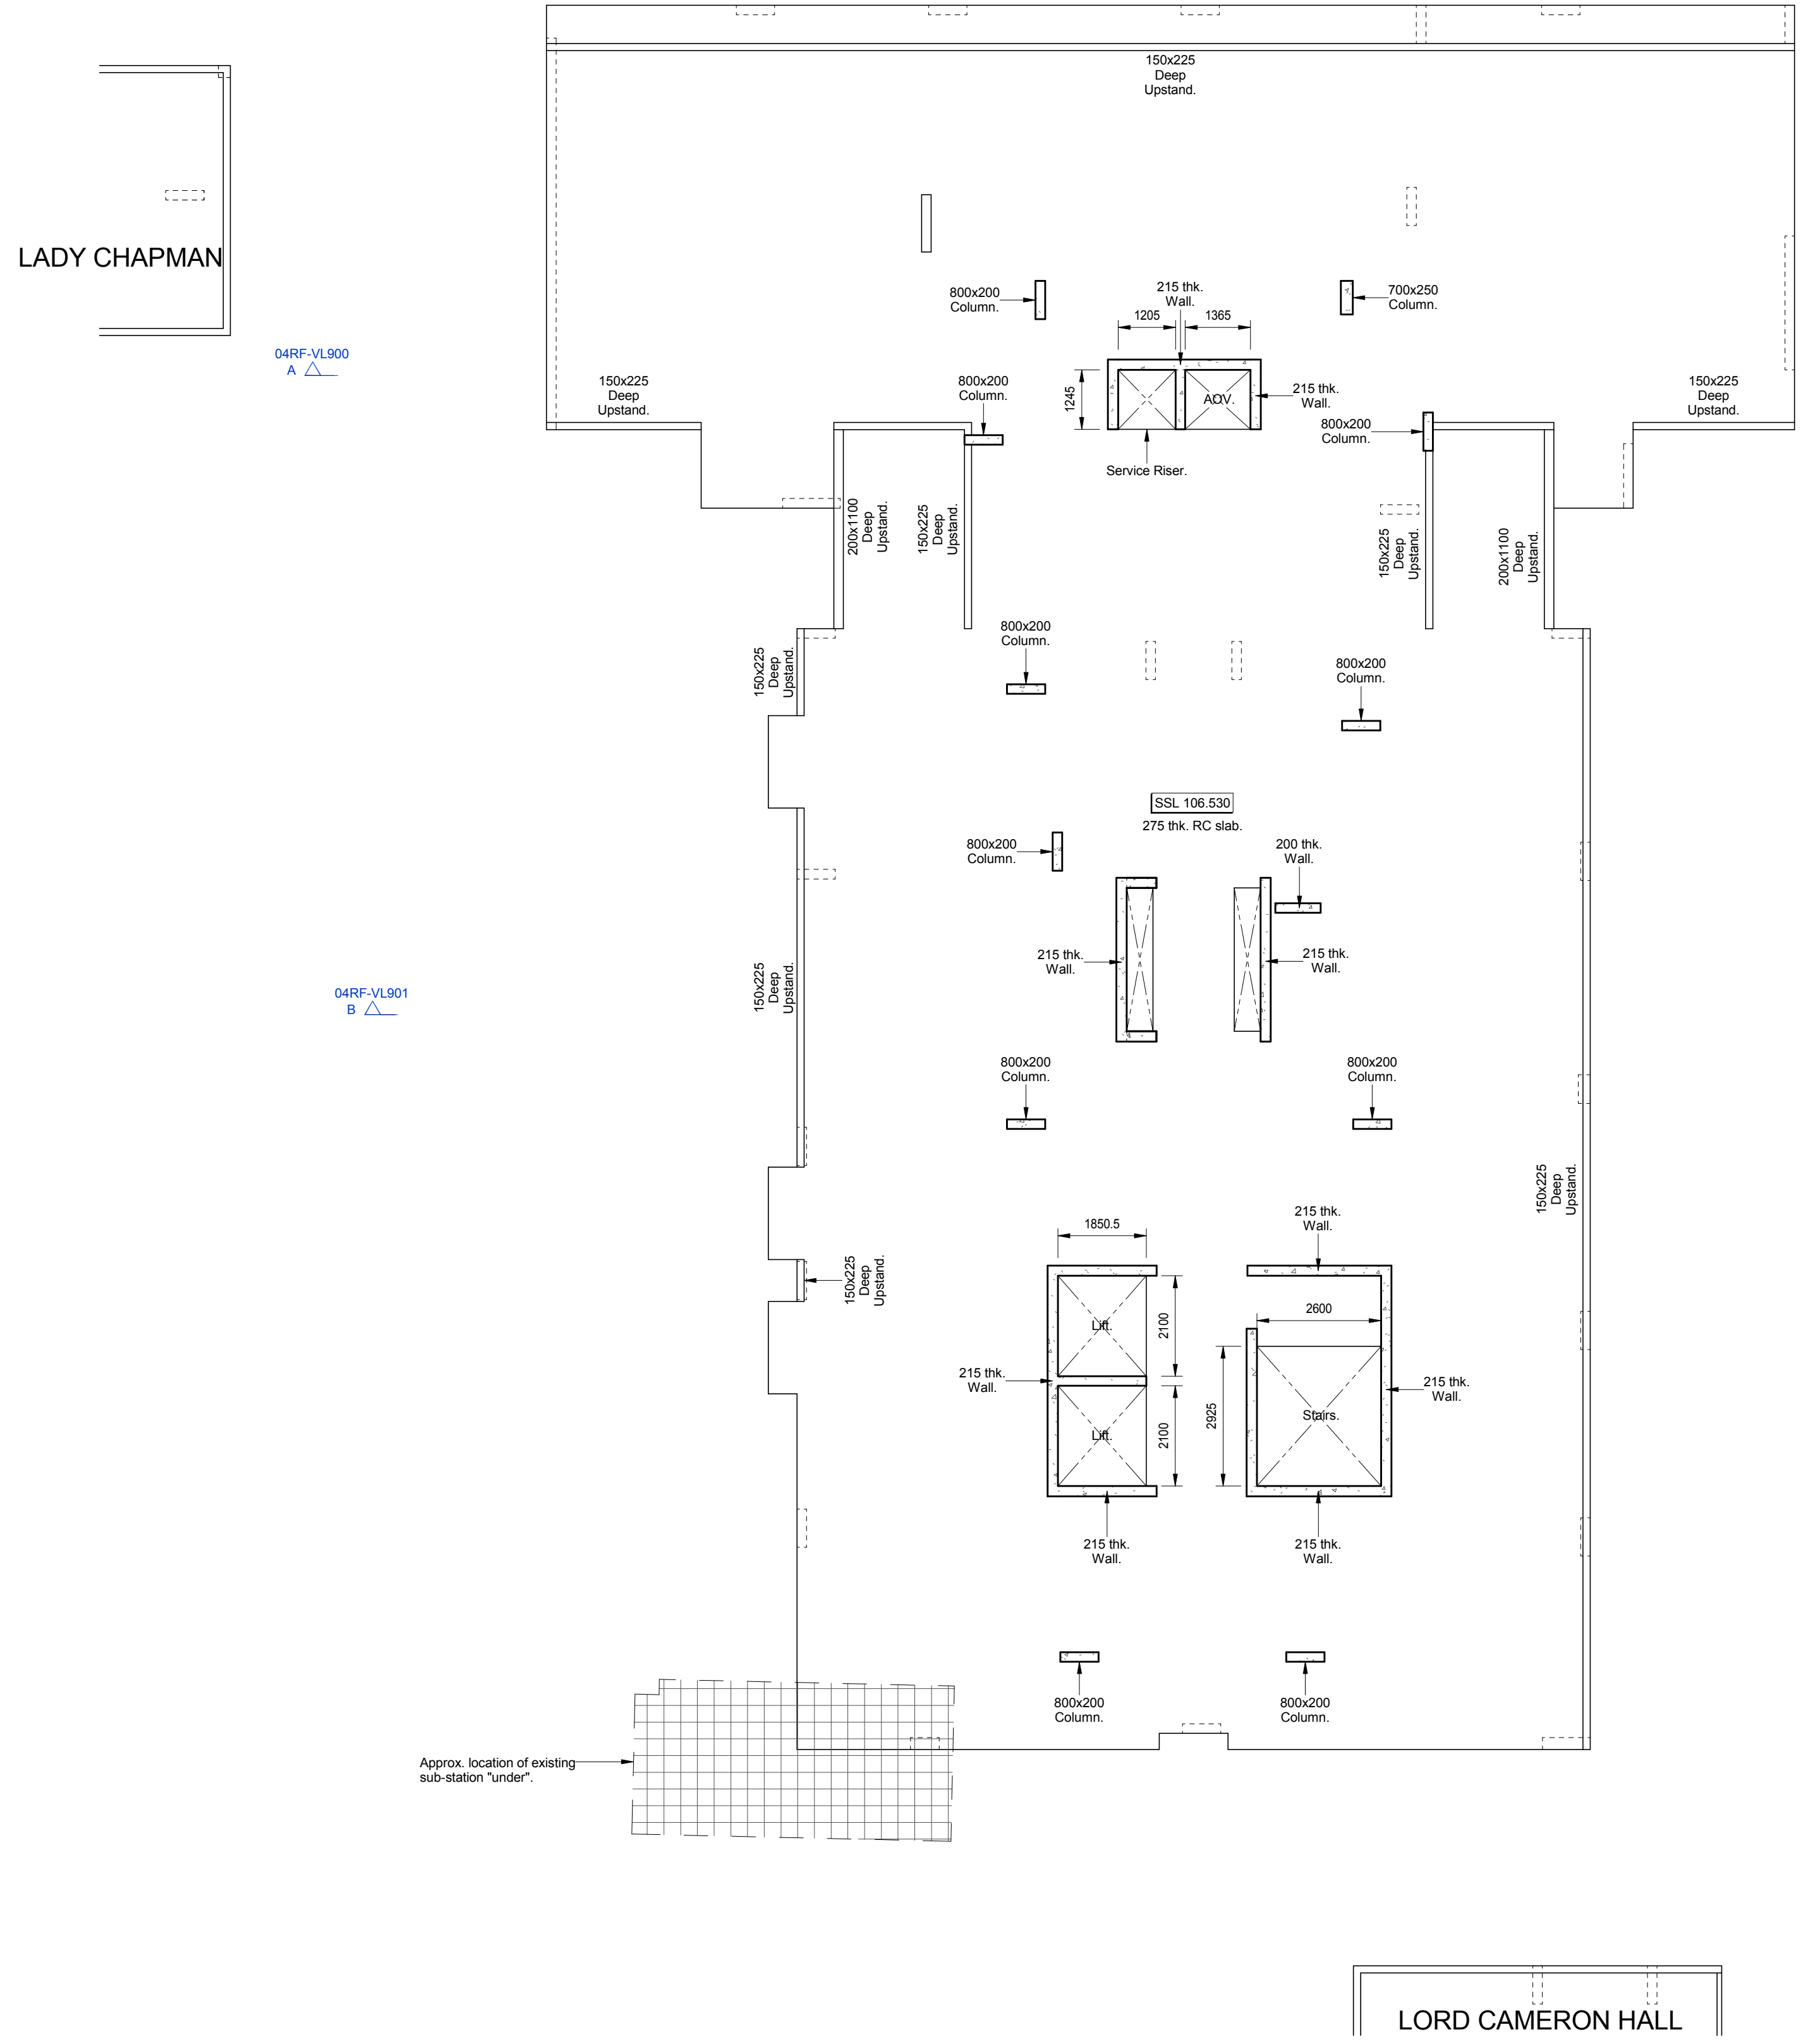 150x225
Deep
Upstand.
LADY CHAPMAN
800x200
Column.
215 thk.
Wall.
700x250
Column.
1205
1365
04RF-VL900
A
150x225
Deep
Upstand.
800x200
Column.
1245
AOV.
215 thk.
Wall.
150x225
Deep
Upstand.
800x200
Column.
Service Riser.
200x1100
Deep
Upstand.
150x225
Deep
Upstand.
150x225
Deep
Upstand.
200x1100
Deep
Upstand.
800x200
Column.
150x225
Deep
Upstand.
800x200
Column.
SSL 106.530
275 thk. RC slab.
800x200
Column.
200 thk.
Wall.
215 thk.
Wall.
215 thk.
Wall.
04RF-VL901
B
150x225
Deep
Upstand.
800x200
Column.
800x200
Column.
150x225
Deep
Upstand.
1850.5
215 thk.
Wall.
150x225
Deep
Upstand.
Lift.
2100
2600
215 thk.
Wall.
215 thk.
Wall.
2925
Stairs.
Lift.
2100
215 thk.
Wall.
215 thk.
Wall.
800x200
Column.
800x200
Column.
Approx. location of existing
sub-station "under".
LORD CAMERON HALL